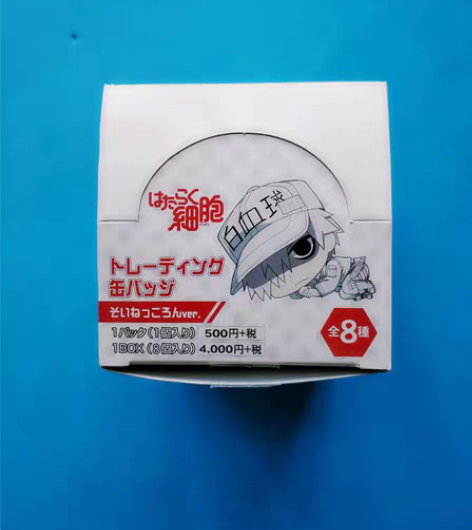 はたらく
細胞
白血球
トレーディング
缶バッジ
そいねっころんver.
1パック(1個入り) 500円+税
1BOX (8個入り) 4,000円+税
全8種